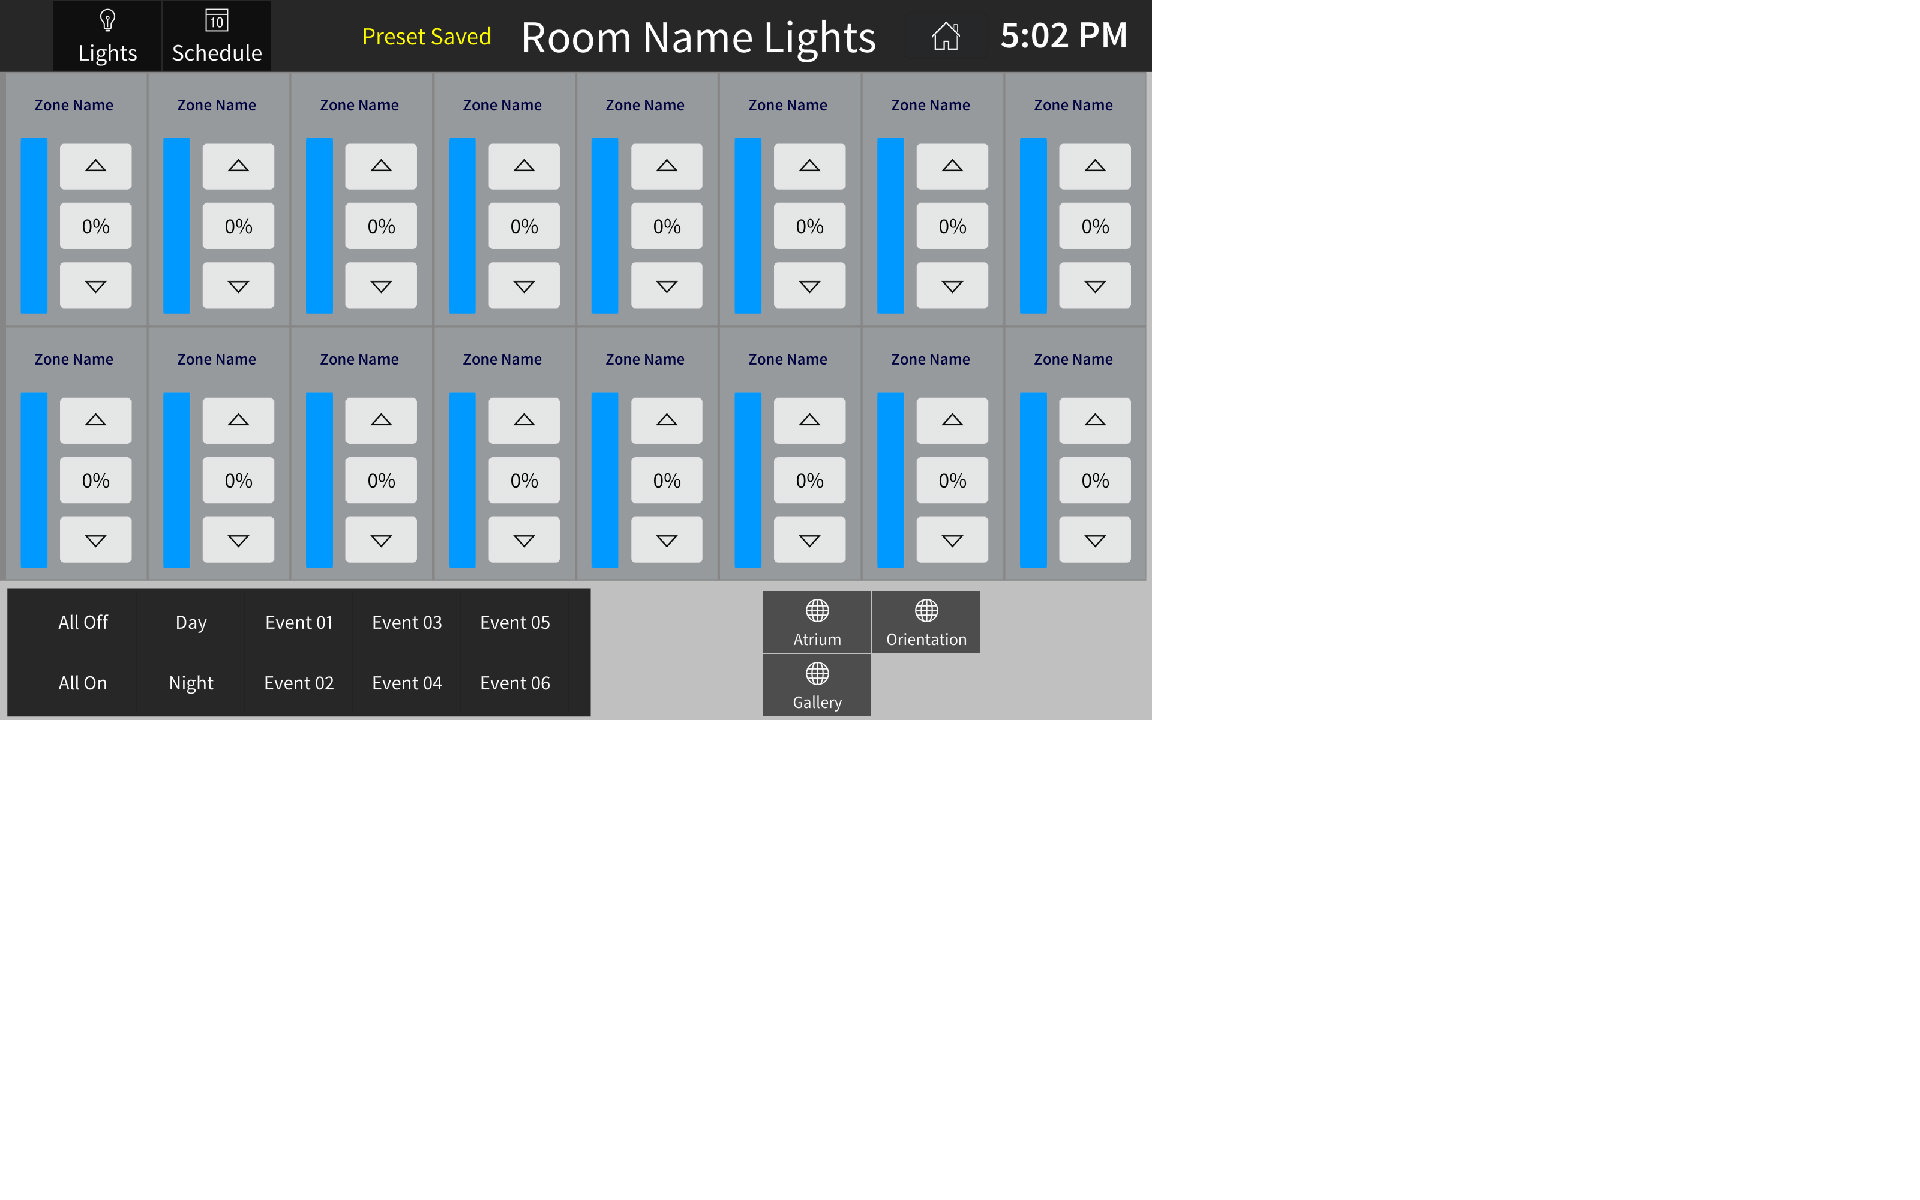 Lights
10
Schedule
Preset Saved
Room Name Lights
5:02 PM
Zone Name Zone Name Zone Name Zone Name Zone Name Zone Name Zone Name Zone Name
0% 0% 0% 0% 0% 0% 0% 0%
Zone Name Zone Name Zone Name Zone Name Zone Name Zone Name Zone Name Zone Name
0% 0% 0% 0% 0% 0% 0% 0%
All Off Day Event 01 Event 03 Event 05
All On Night Event 02 Event 04 Event 06
Atrium Orientation
Gallery